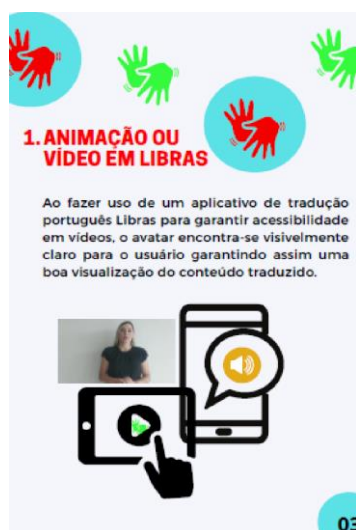 1. ANIMAÇÃO OU
VÍDEO EM LIBRAS
Ao fazer uso de um aplicativo de tradução
português Libras para garantir acessibilidade
em vídeos, o avatar encontra-se visivelmente
claro para o usuário garantindo assim uma
boa visualização do conteúdo traduzido.
03